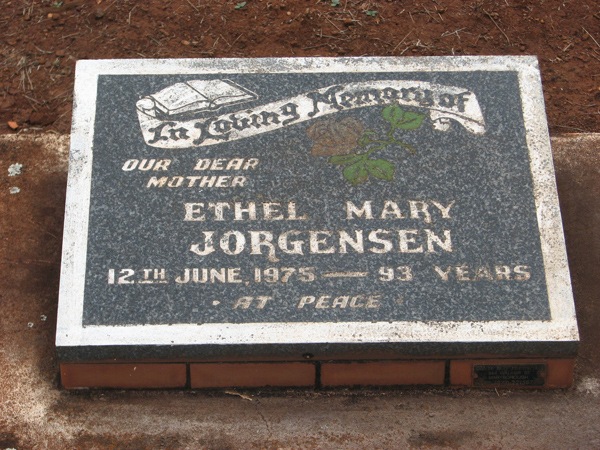 In Loving Memory of
OUR DEAR
MOTHER
ETHEL MARY
JORGENSEN
12TH JUNE, 1975 — 93 YEARS
• AT PEACE •